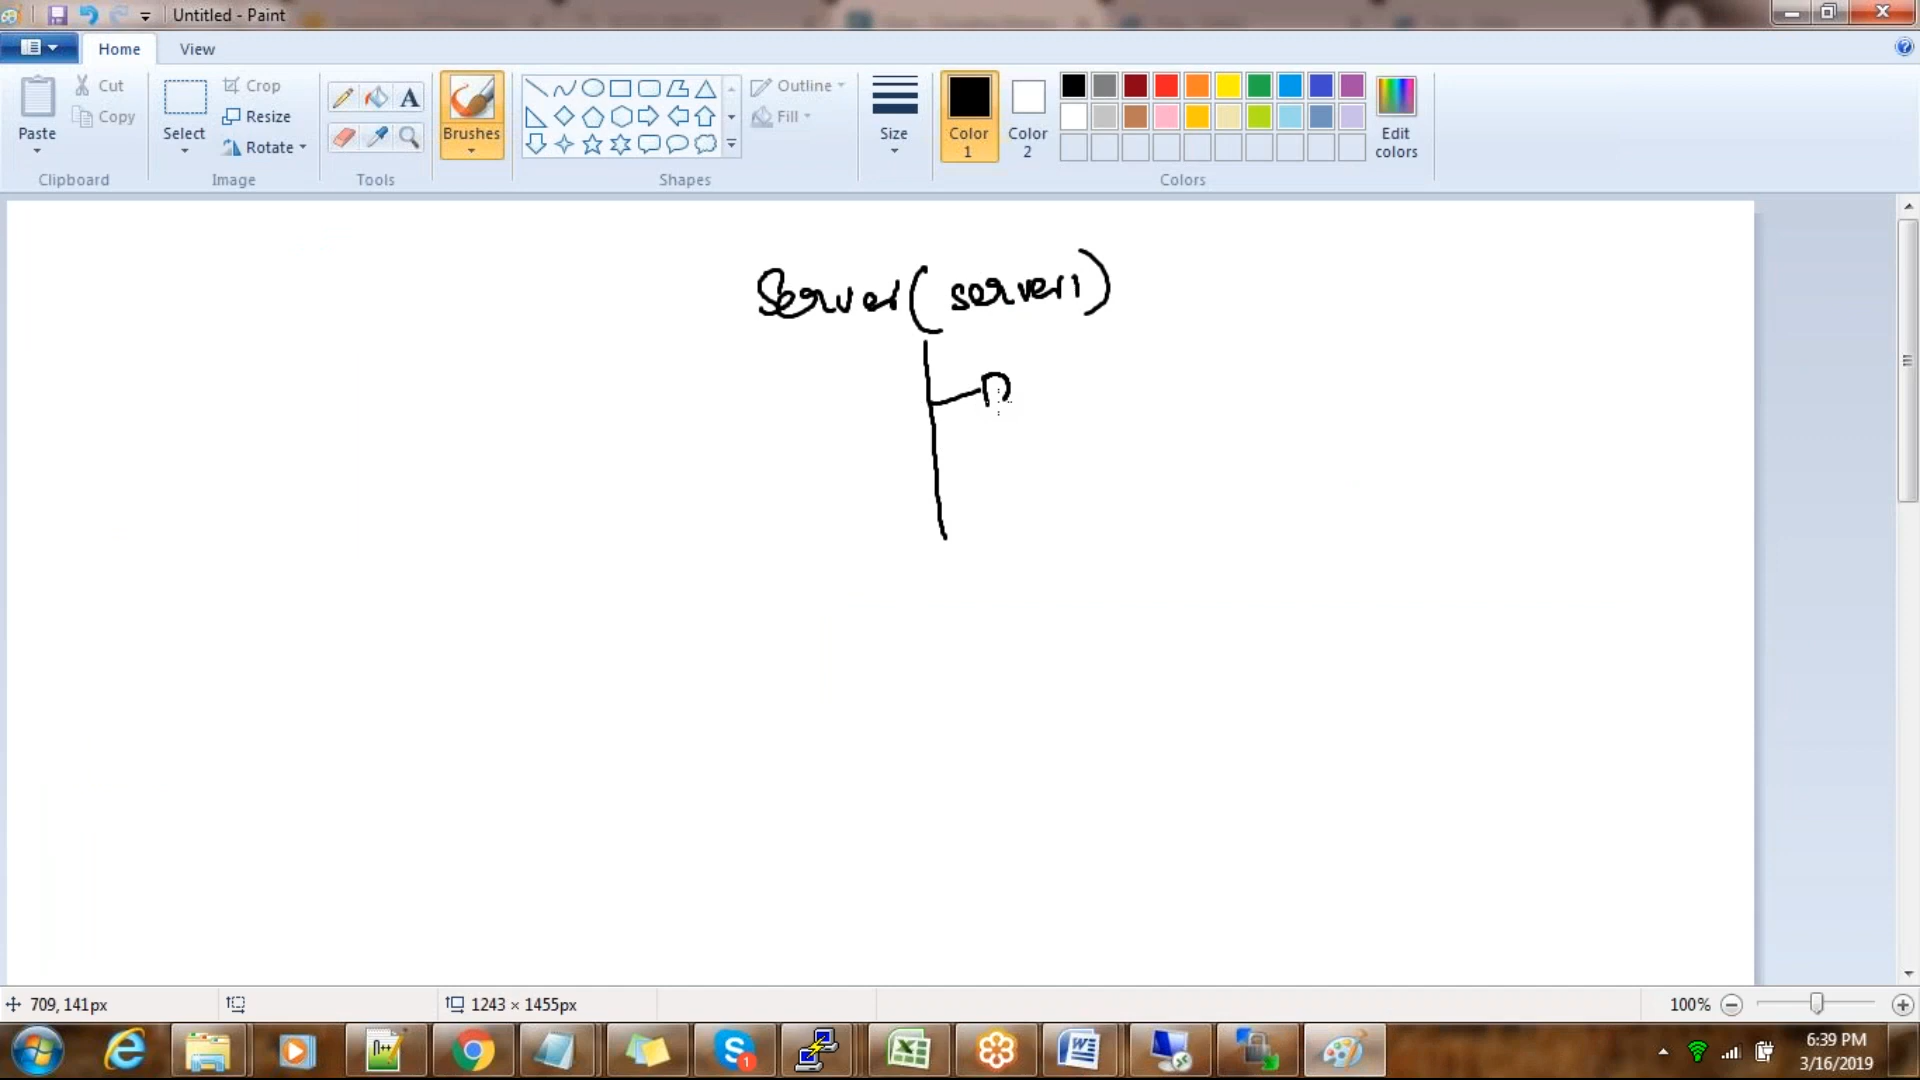 Untitled - Paint
Home View
Paste
Cut
Copy
Clipboard
Select
Crop
Resize
Rotate
Image
A
Tools
Brushes
Shapes
Outline
Fill
Size
Color 1
Color 2
Edit colors
Colors
Server(server1)
709, 141px
1243 × 1455px
100%
6:39 PM
3/16/2019